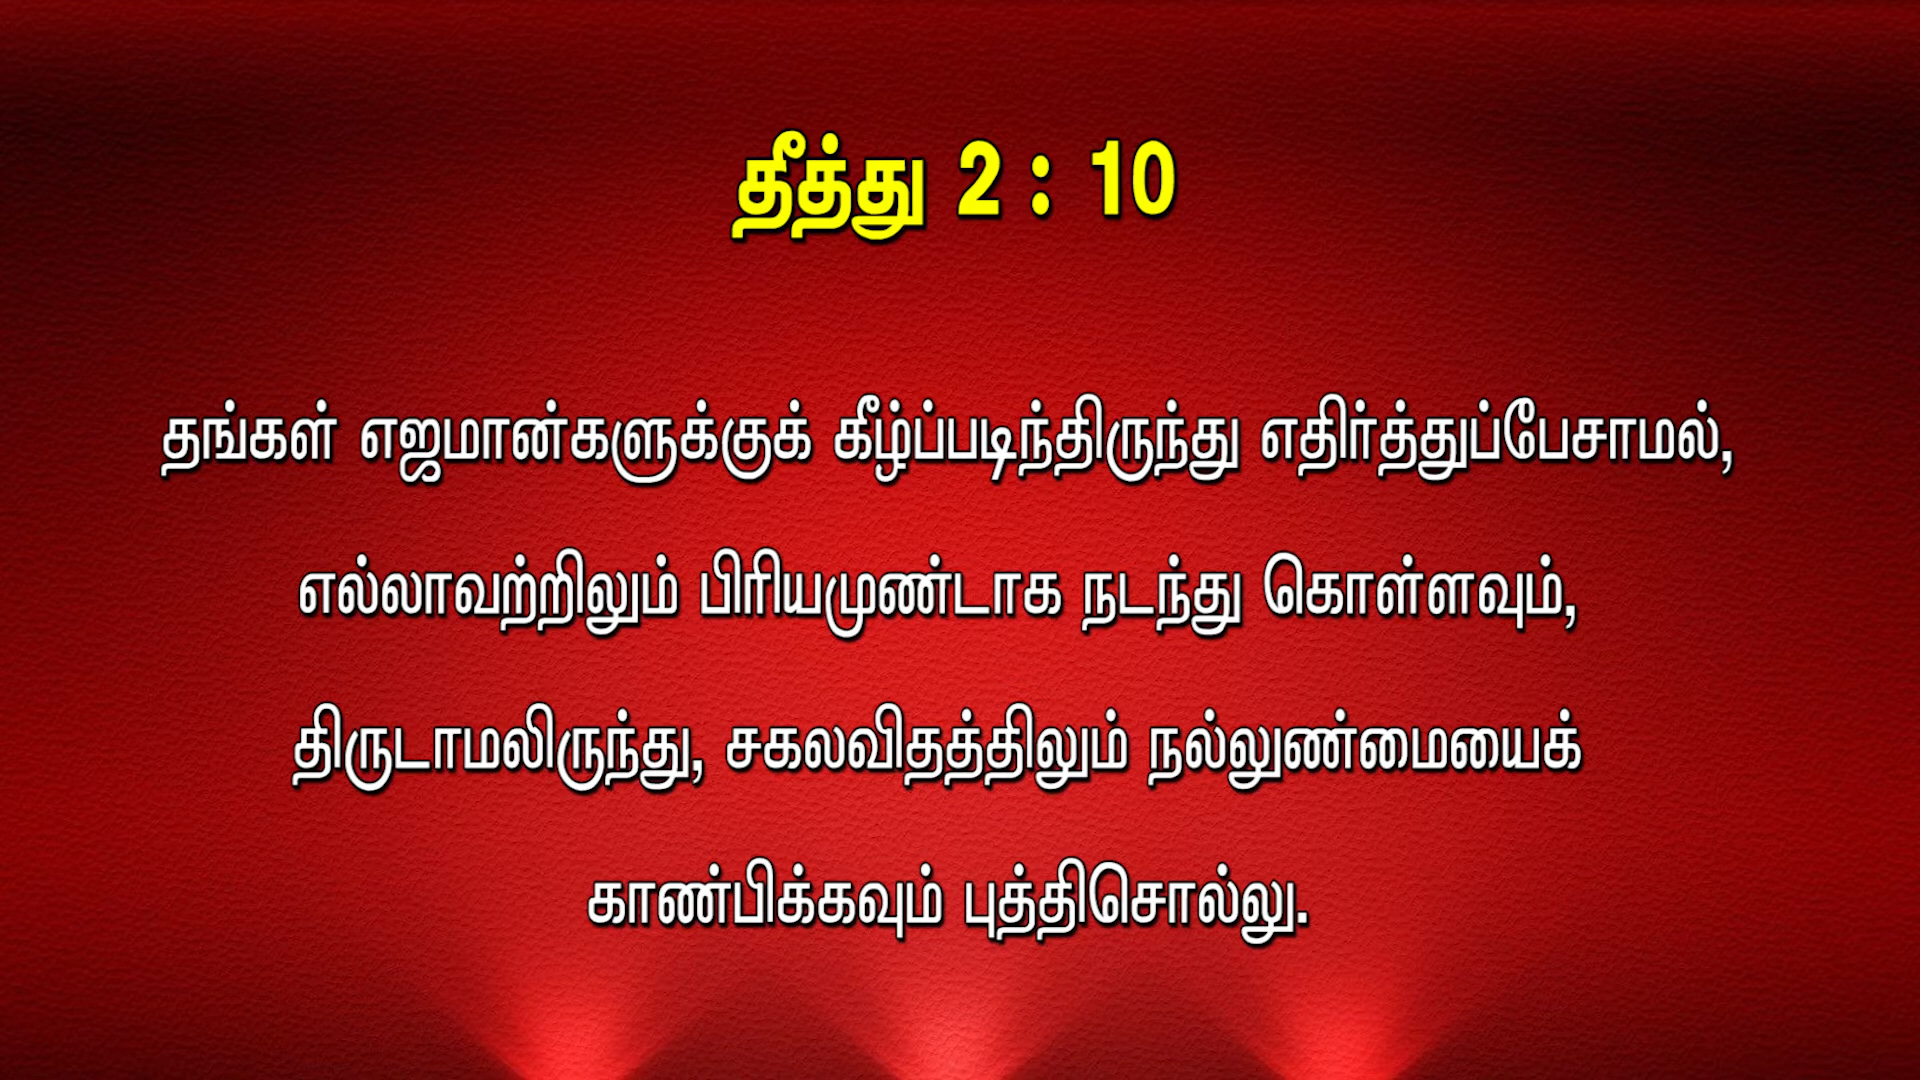 தீத்து 2 : 10
தங்கள் எஜமான்களுக்குக் கீழ்ப்படிந்திருந்து எதிர்த்துப்பேசாமல்,
எல்லாவற்றிலும் பிரியமுண்டாக நடந்து கொள்ளவும்,
திருடாமலிருந்து, சகலவிதத்திலும் நல்லுண்மையைக்
காண்பிக்கவும் புத்திசொல்லு.